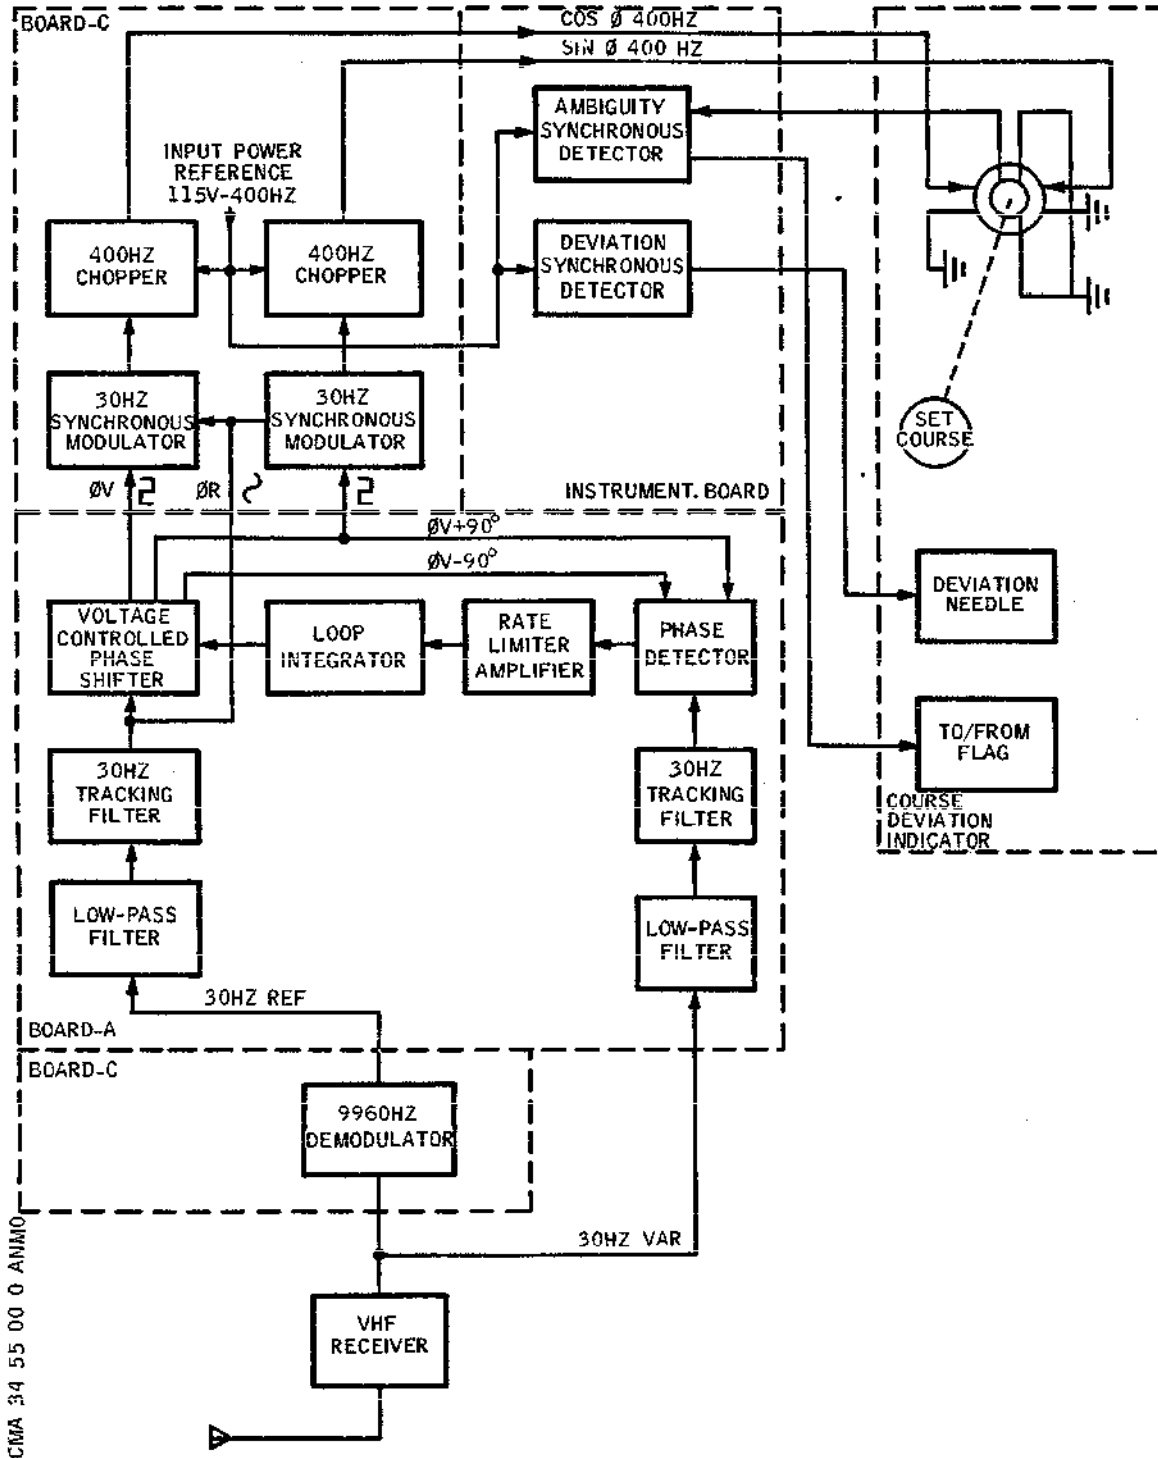 BOARD-C
COS Ø 400HZ
SIN Ø 400 HZ
INPUT POWER
REFERENCE
115V-400HZ
AMBIGUITY
SYNCHRONOUS
DETECTOR
400HZ
CHOPPER
400HZ
CHOPPER
DEVIATION
SYNCHRONOUS
DETECTOR
30HZ
SYNCHRONOUS
MODULATOR
30HZ
SYNCHRONOUS
MODULATOR
SET
COURSE
ØV
ØR
INSTRUMENT. BOARD
ØV+90°
ØV-90°
VOLTAGE
CONTROLLED
PHASE
SHIFTER
LOOP
INTEGRATOR
RATE
LIMITER
AMPLIFIER
PHASE
DETECTOR
DEVIATION
NEEDLE
TO/FROM
FLAG
COURSE
DEVIATION
INDICATOR
30HZ
TRACKING
FILTER
30HZ
TRACKING
FILTER
LOW-PASS
FILTER
LOW-PASS
FILTER
30HZ REF
BOARD-A
BOARD-C
9960HZ
DEMODULATOR
30HZ VAR
VHF
RECEIVER
CMA 34 55 00 0 ANMO